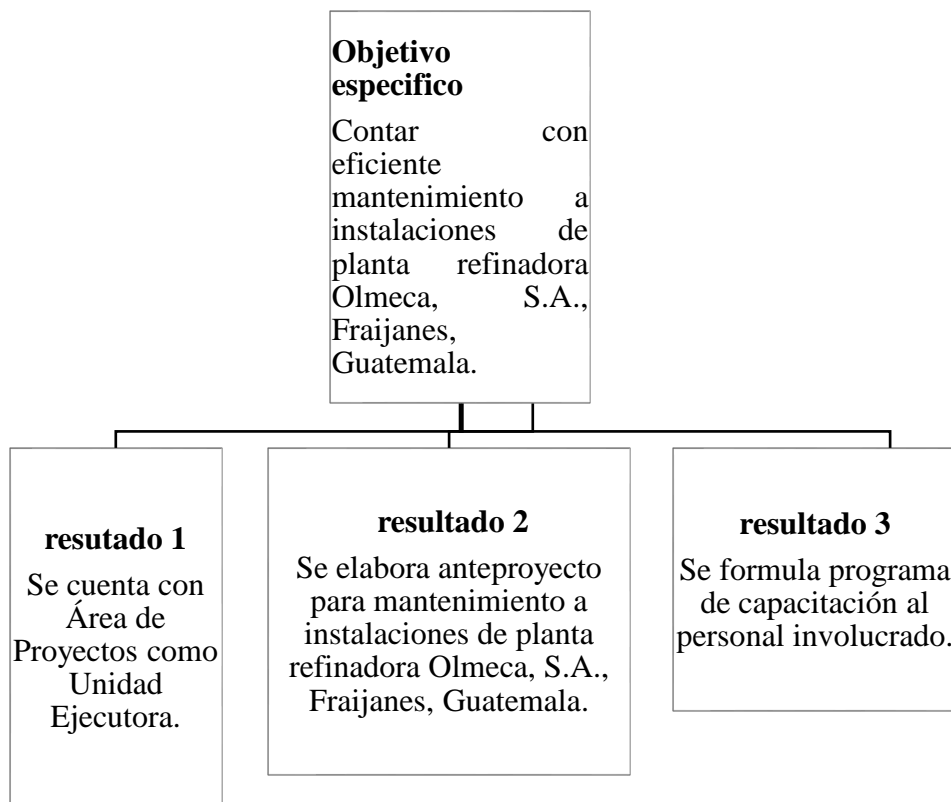 Objetivo
especifico
Contar con
eficiente
mantenimiento a
instalaciones de
planta refinadora
Olmeca, S.A.,
Fraijanes,
Guatemala.
resutado 1
Se cuenta con
Área de
Proyectos como
Unidad
Ejecutora.
resultado 2
Se elabora anteproyecto
para mantenimiento a
instalaciones de planta
refinadora Olmeca, S.A.,
Fraijanes, Guatemala.
resultado 3
Se formula programa
de capacitación al
personal involucrado.